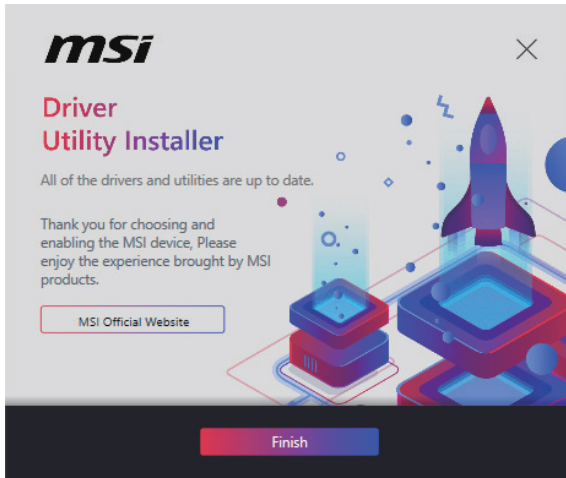 msi
Driver
Utility Installer
All of the drivers and utilities are up to date.
Thank you for choosing and
enabling the MSI device, Please
enjoy the experience brought by MSI
products.
MSI Official Website
Finish